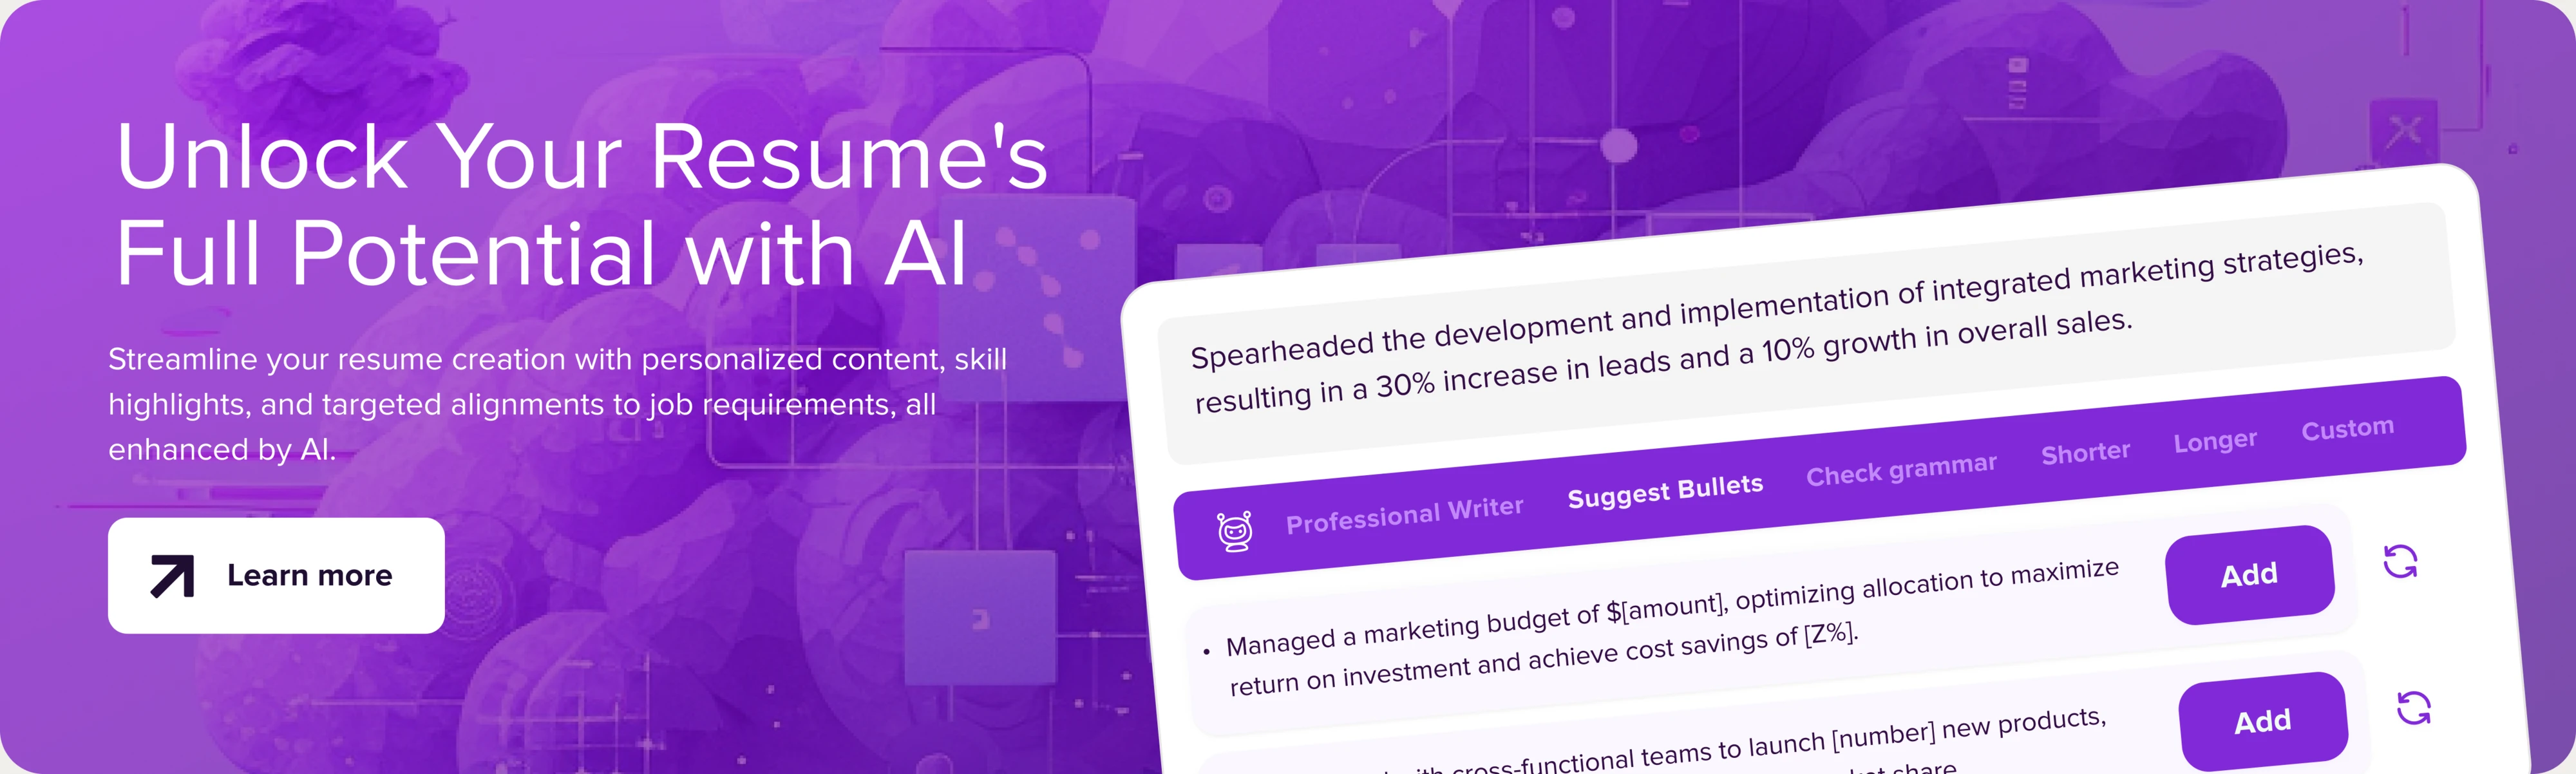 Unlock Your Resume's
Full Potential with AI
Streamline your resume creation with personalized content, skill
highlights, and targeted alignments to job requirements, all
enhanced by AI.
Learn more
Spearheaded the development and implementation of integrated marketing strategies,
resulting in a 30% increase in leads and a 10% growth in overall sales.
Professional Writer Suggest Bullets Check grammar Shorter Longer Custom
• Managed a marketing budget of $[amount], optimizing allocation to maximize
return on investment and achieve cost savings of [Z%].
Add
cross-functional teams to launch [number] new products,
share
Add